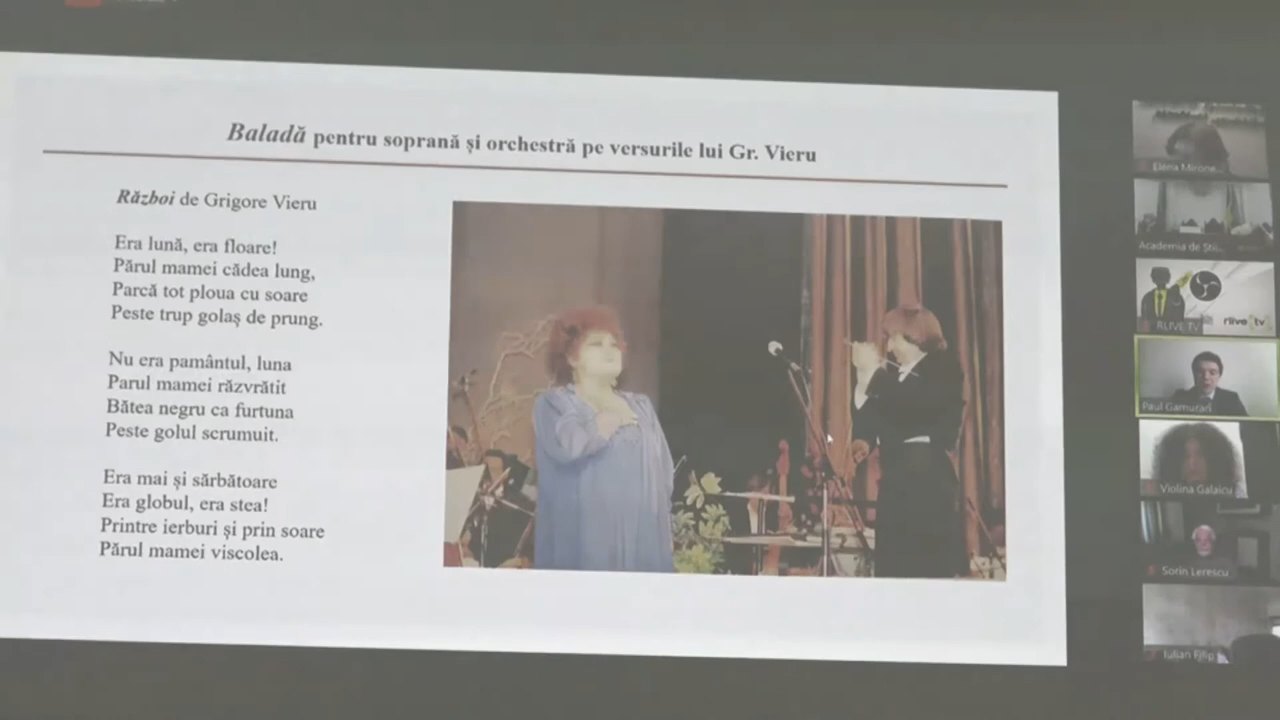 Baladă pentru soprană și orchestră pe versurile lui Gr. Vieru
Război de Grigore Vieru
Era lună, era floare!
Părul mamei cădea lung,
Parcă tot ploua cu soare
Peste trup golaș de prung.
Nu era pamântul, luna
Parul mamei răzvrătit
Bătea negru ca furtuna
Peste golul scrumuit.
Era mai și sărbătoare
Era globul, era stea!
Printre ierburi și prin soare
Părul mamei viscolea.
Elena Mirone...
Academia de Știi...
rlive tv
RLIVE TV
Paul Gamurari
Violina Galaicu
Sorin Lerescu
Iulian Filip